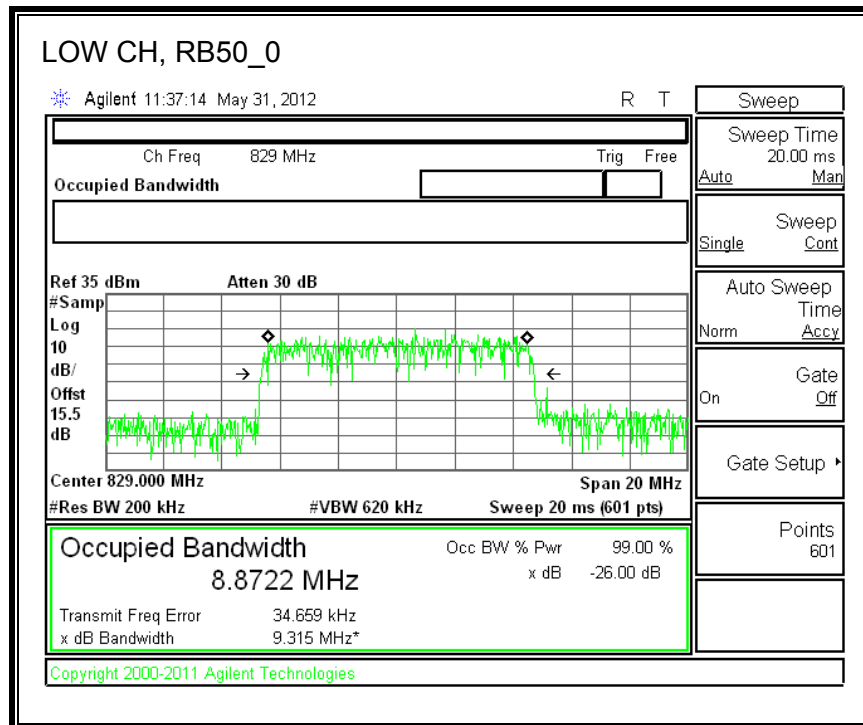 LOW CH, RB50_0
Agilent 11:37:14 May 31, 2012 R T
Ch Freq 829 MHz Trig Free
Occupied Bandwidth
Ref 35 dBm Atten 30 dB
#Samp
Log
10
dB/
Offst
15.5
dB
Center 829.000 MHz Span 20 MHz
#Res BW 200 kHz #VBW 620 kHz Sweep 20 ms (601 pts)
Occupied Bandwidth Occ BW % Pwr 99.00 %
8.8722 MHz x dB -26.00 dB
Transmit Freq Error 34.659 kHz
x dB Bandwidth 9.315 MHz*
Copyright 2000-2011 Agilent Technologies
Sweep
Sweep Time
20.00 ms
Auto Man
Sweep
Single Cont
Auto Sweep
Time
Norm Accy
Gate
On Off
Gate Setup
Points
601